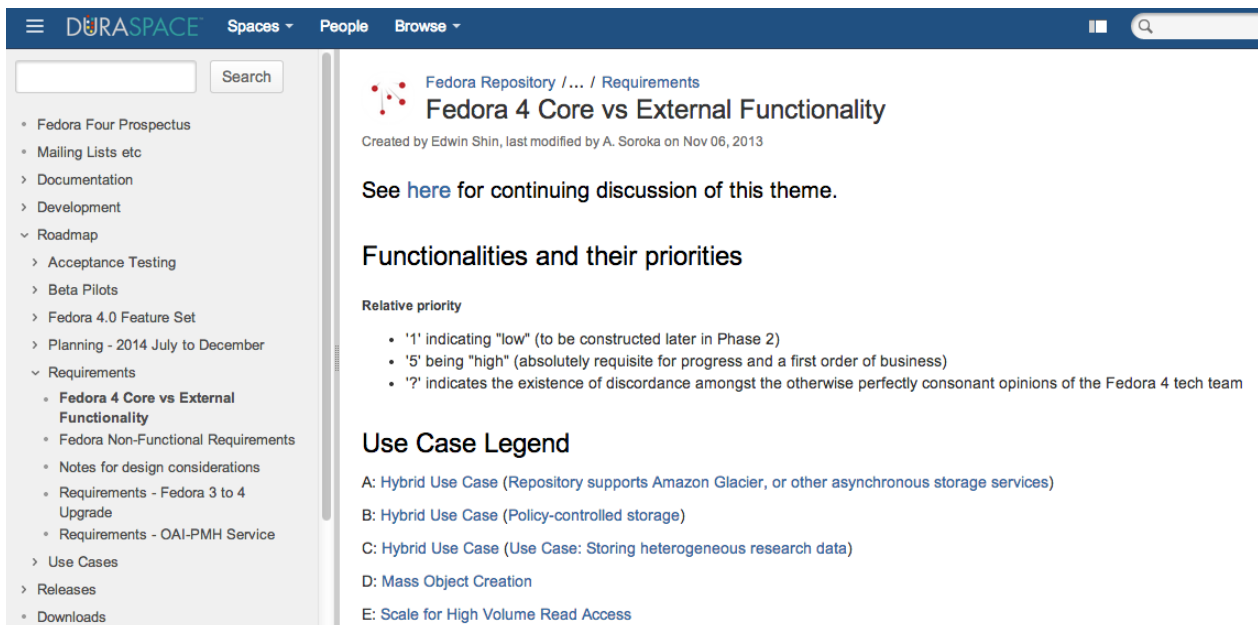 DURASPACE Spaces People Browse
Search
Fedora Four Prospectus
Mailing Lists etc
Documentation
Development
Roadmap
Acceptance Testing
Beta Pilots
Fedora 4.0 Feature Set
Planning - 2014 July to December
Requirements
Fedora 4 Core vs External
Functionality
Fedora Non-Functional Requirements
Notes for design considerations
Requirements - Fedora 3 to 4
Upgrade
Requirements - OAI-PMH Service
Use Cases
Releases
Downloads
Fedora Repository /... / Requirements
Fedora 4 Core vs External Functionality
Created by Edwin Shin, last modified by A. Soroka on Nov 06, 2013
See here for continuing discussion of this theme.
Functionalities and their priorities
Relative priority
• '1' indicating "low" (to be constructed later in Phase 2)
• '5' being "high" (absolutely requisite for progress and a first order of business)
• '?' indicates the existence of discordance amongst the otherwise perfectly consonant opinions of the Fedora 4 tech team
Use Case Legend
A: Hybrid Use Case (Repository supports Amazon Glacier, or other asynchronous storage services)
B: Hybrid Use Case (Policy-controlled storage)
C: Hybrid Use Case (Use Case: Storing heterogeneous research data)
D: Mass Object Creation
E: Scale for High Volume Read Access